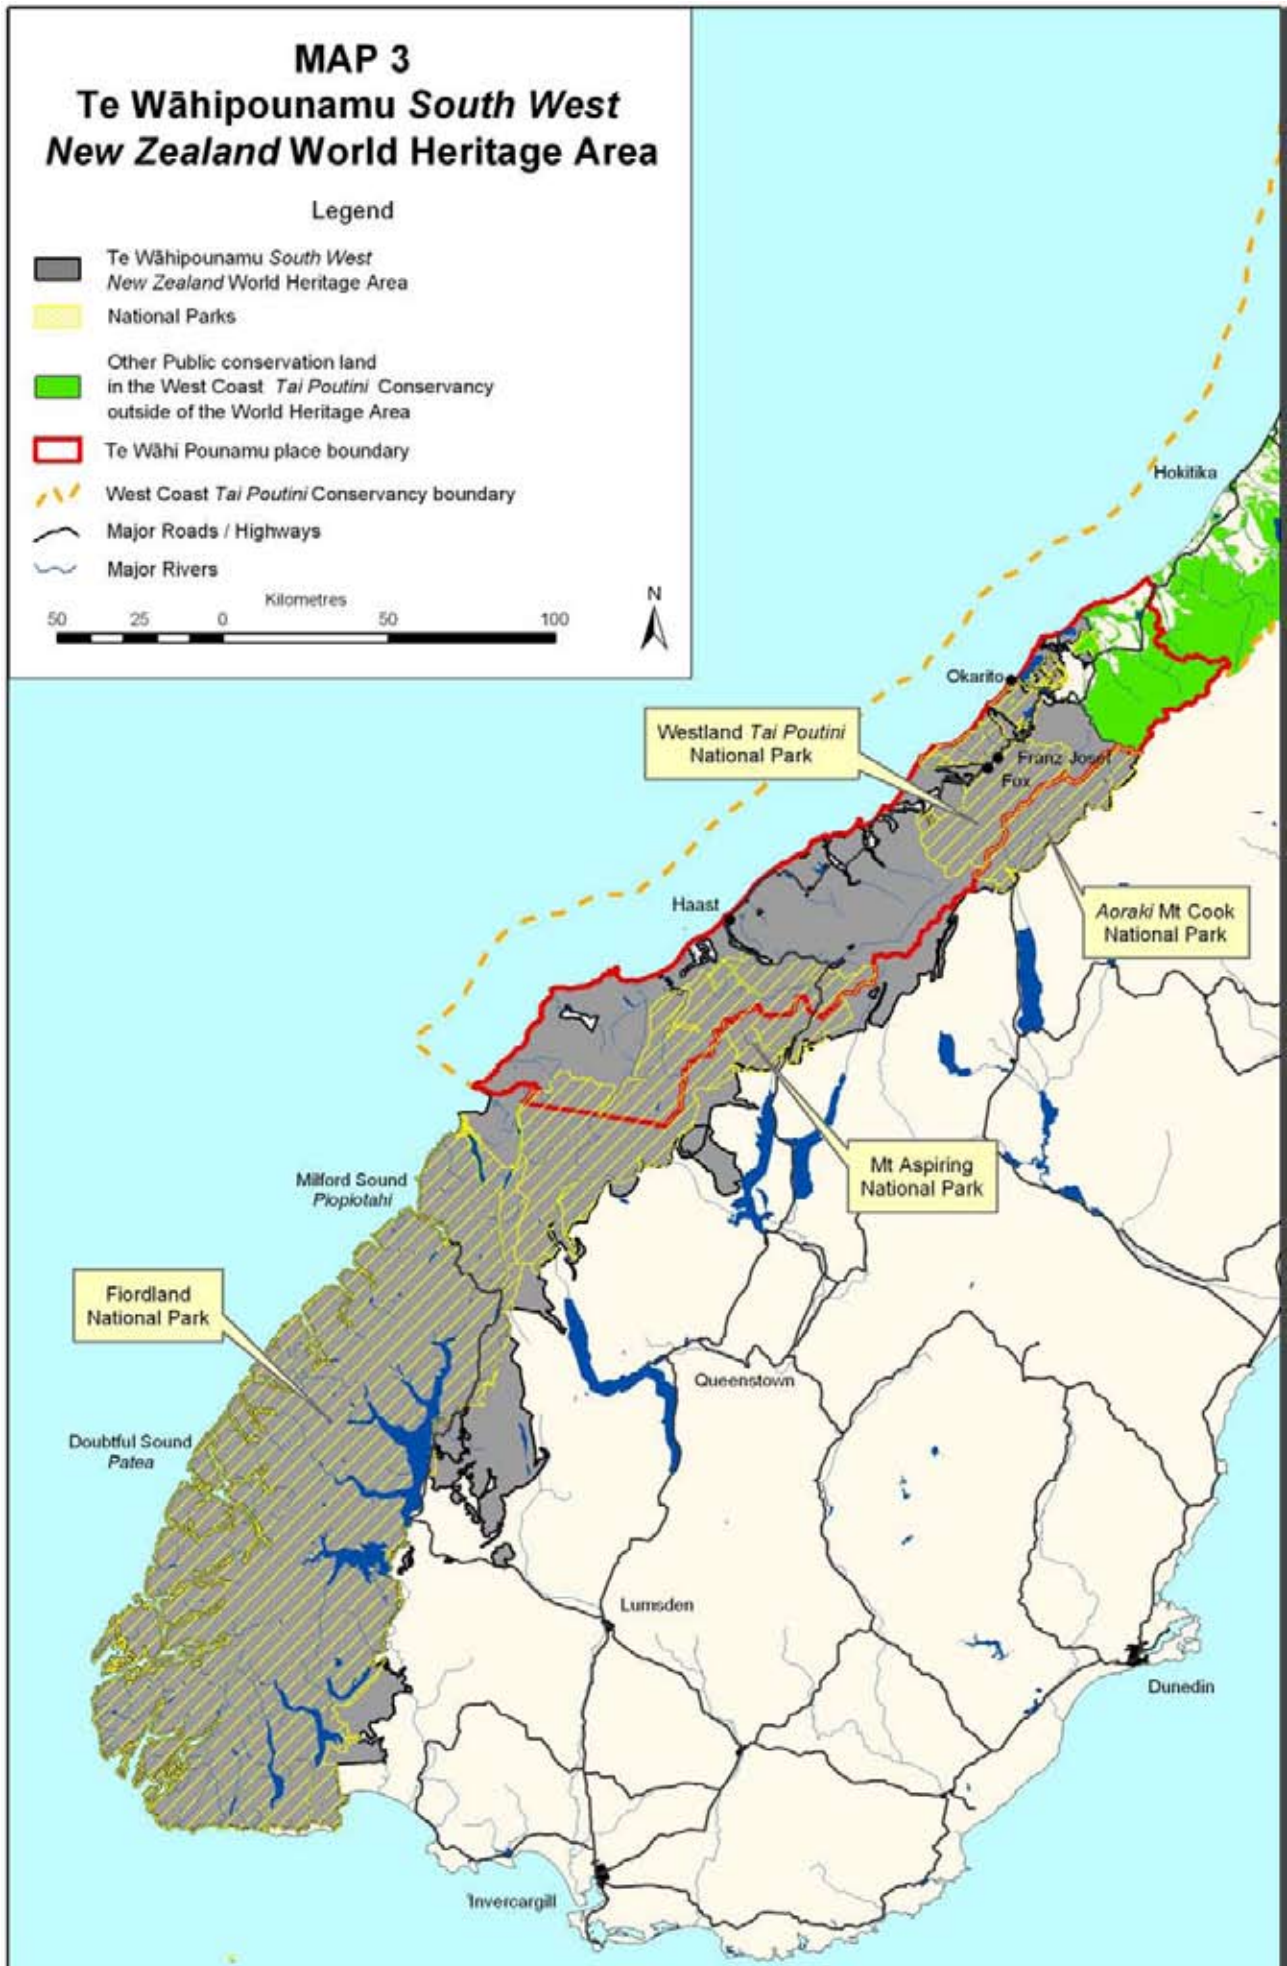 MAP 3
Te Wāhipounamu South West
New Zealand World Heritage Area
Legend
Te Wāhipounamu South West
New Zealand World Heritage Area
National Parks
Other Public conservation land
in the West Coast Tai Poutini Conservancy
outside of the World Heritage Area
Te Wāhi Pounamu place boundary
West Coast Tai Poutini Conservancy boundary
Major Roads / Highways
Major Rivers
Kilometres
50 25 0 50 100
N
Hokitika
Okarito
Westland Tai Poutini
National Park
Franz Josef
Fox
Haast
Aoraki Mt Cook
National Park
Mt Aspiring
National Park
Milford Sound
Piopiotahi
Fiordland
National Park
Queenstown
Doubtful Sound
Patea
Lumsden
Dunedin
Invercargill